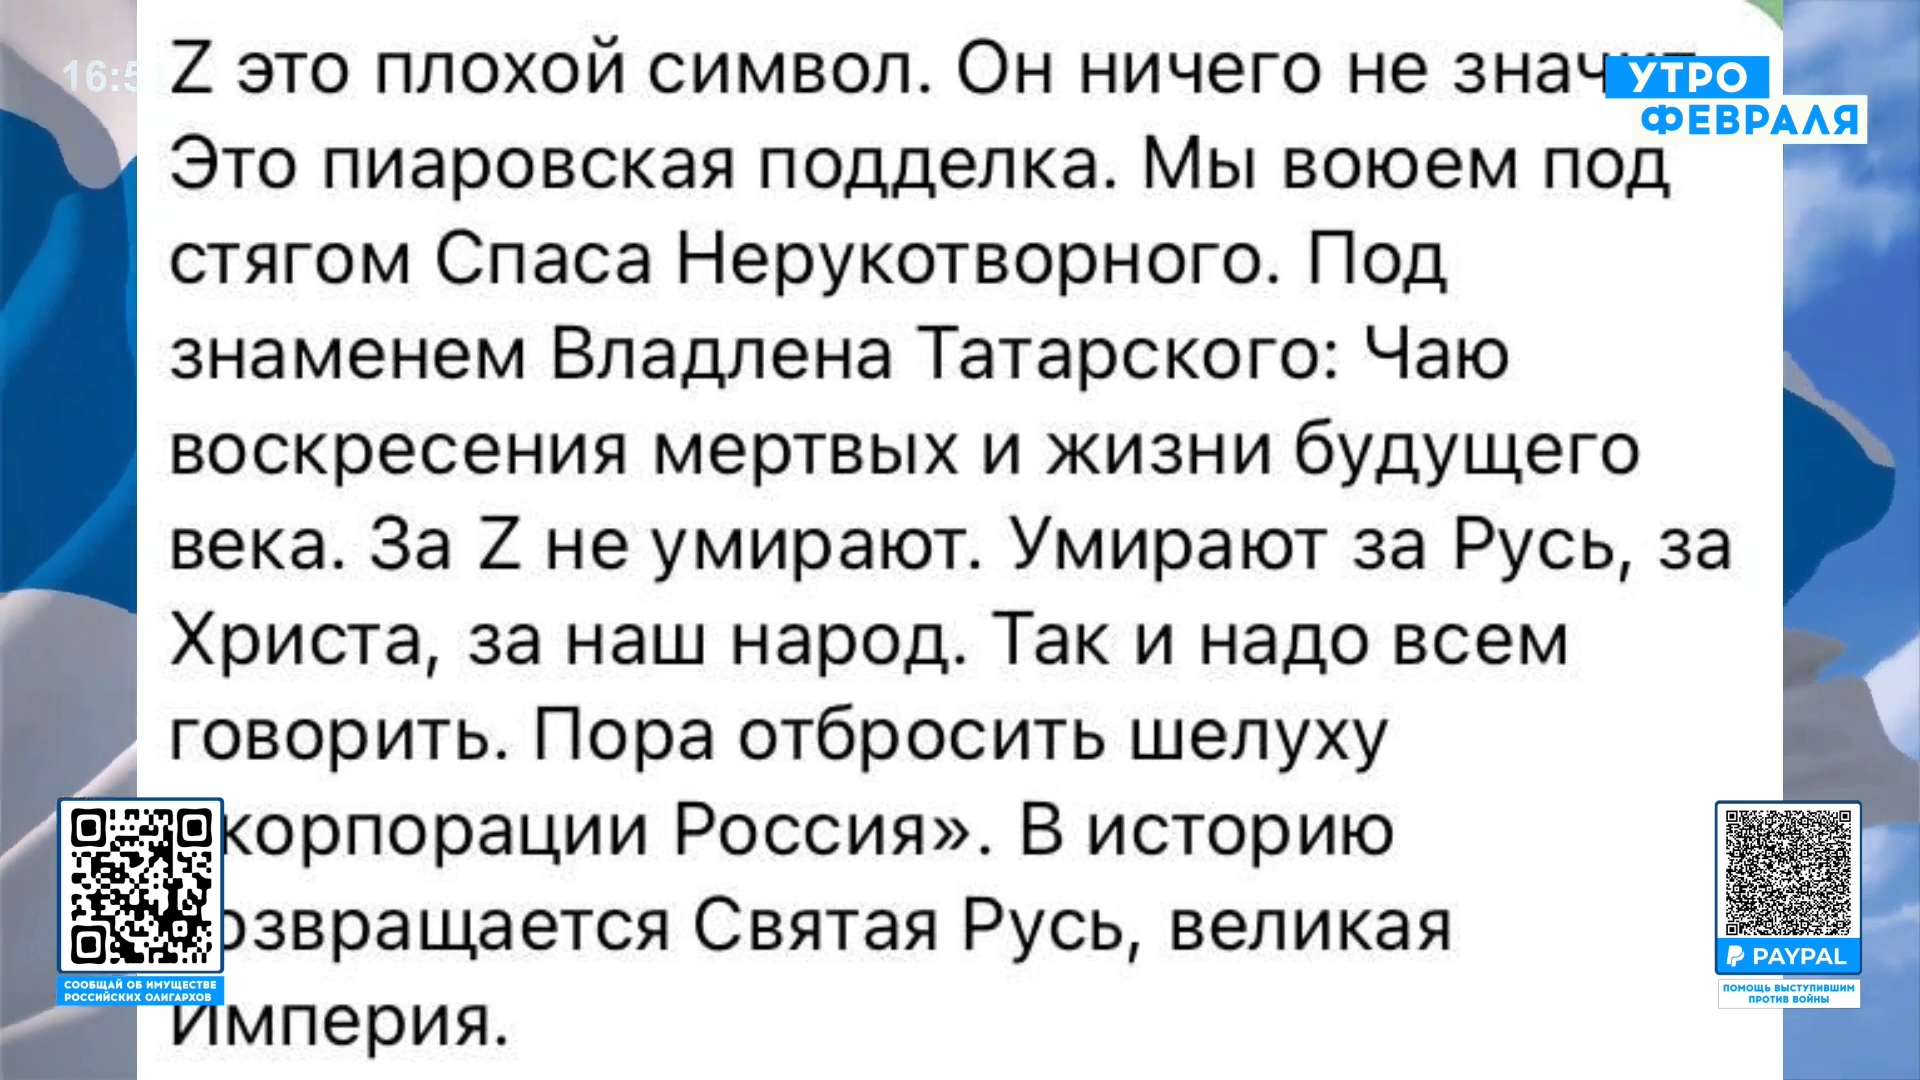 16:5
Z это плохой символ. Он ничего не
УТРО
ФЕВРАЛЯ
Это пиаровская подделка. Мы воюем под
стягом Спаса Нерукотворного. Под
знаменем Владлена Татарского: Чаю
воскресения мертвых и жизни будущего
века. За Z не умирают. Умирают за Русь, за
Христа, за наш народ. Так и надо всем
говорить. Пора отбросить шелуху
корпорации Россия». В историю
возвращается Святая Русь, великая
Империя.
СООБЩАЙ ОБ ИМУЩЕСТВЕ
РОССИЙСКИХ ОЛИГАРХОВ
PAYPAL
ПОМОЩЬ ВЫСТУПИВШИМ
ПРОТИВ ВОЙНЫ